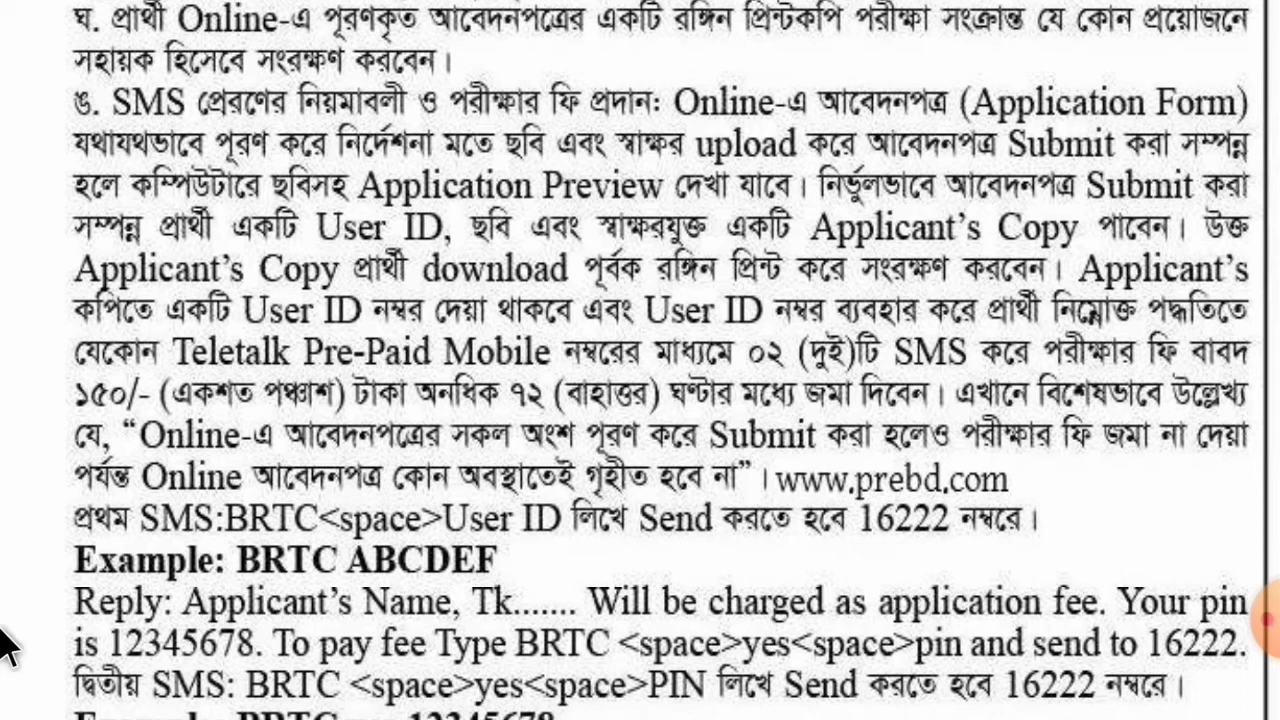 ঘ. প্রার্থী Online-এ পূরণকৃত আবেদনপত্রের একটি রঙ্গিন প্রিন্টকপি পরীক্ষা সংক্রান্ত যে কোন প্রয়োজনে
সহায়ক হিসেবে সংরক্ষণ করবেন।
ঙ. SMS প্রেরণের নিয়মাবলী ও পরীক্ষার ফি প্রদানঃ Online-এ আবেদনপত্র (Application Form)
যথাযথভাবে পূরণ করে নির্দেশনা মতে ছবি এবং স্বাক্ষর upload করে আবেদনপত্র Submit করা সম্পন্ন
হলে কম্পিউটারে ছবিসহ Application Preview দেখা যাবে। নির্ভুলভাবে আবেদনপত্র Submit করা
সম্পন্ন প্রার্থী একটি User ID, ছবি এবং স্বাক্ষরযুক্ত একটি Applicant’s Copy পাবেন। উক্ত
Applicant’s Copy প্রার্থী download পূর্বক রঙ্গিন প্রিন্ট করে সংরক্ষণ করবেন। Applicant’s
কপিতে একটি User ID নম্বর দেয়া থাকবে এবং User ID নম্বর ব্যবহার করে প্রার্থী নিম্নোক্ত পদ্ধতিতে
যেকোন Teletalk Pre-Paid Mobile নম্বরের মাধ্যমে ০২ (দুই)টি SMS করে পরীক্ষার ফি বাবদ
১৫০/- (একশত পঞ্চাশ) টাকা অনধিক ৭২ (বাহাত্তর) ঘণ্টার মধ্যে জমা দিবেন। এখানে বিশেষভাবে উল্লেখ্য
যে, “Online-এ আবেদনপত্রের সকল অংশ পূরণ করে Submit করা হলেও পরীক্ষার ফি জমা না দেয়া
পর্যন্ত Online আবেদনপত্র কোন অবস্থাতেই গৃহীত হবে না”। www.prebd.com
প্রথম SMS:BRTC<space>User ID লিখে Send করতে হবে 16222 নম্বরে।
Example: BRTC ABCDEF
Reply: Applicant’s Name, Tk....... Will be charged as application fee. Your pin
is 12345678. To pay fee Type BRTC <space>yes<space>pin and send to 16222.
দ্বিতীয় SMS: BRTC <space>yes<space>PIN লিখে Send করতে হবে 16222 নম্বরে।
Example: BRTC yes 12345678